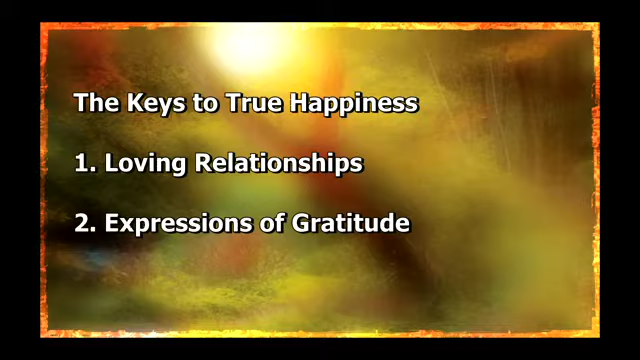 The Keys to True Happiness
1. Loving Relationships
2. Expressions of Gratitude